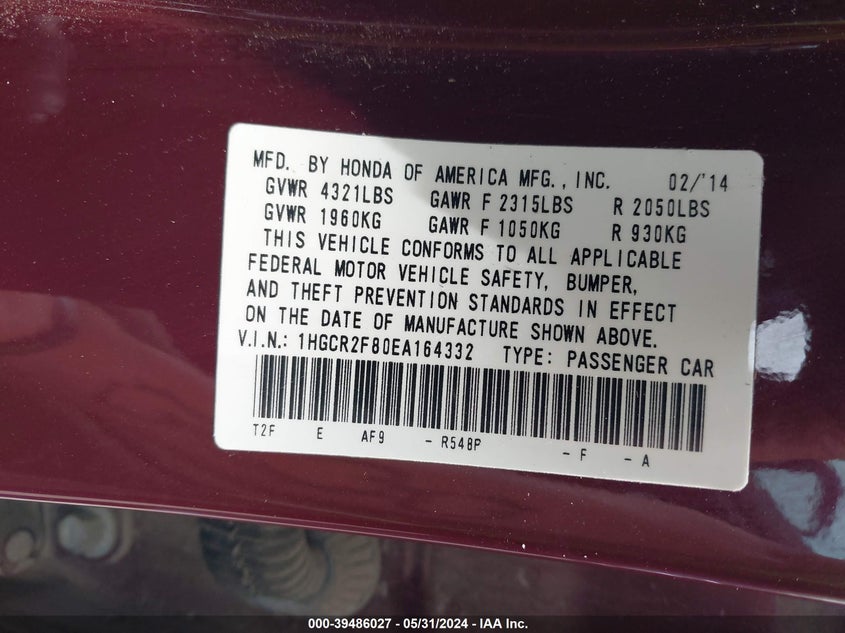 MFD. BY HONDA OF AMERICA MFG., INC. 02/'14
GVWR 4321LBS GAWR F 2315LBS R 2050LBS
GVWR 1960KG GAWR F 1050KG R 930KG
THIS VEHICLE CONFORMS TO ALL APPLICABLE
FEDERAL MOTOR VEHICLE SAFETY, BUMPER,
AND THEFT PREVENTION STANDARDS IN EFFECT
ON THE DATE OF MANUFACTURE SHOWN ABOVE.
V.I.N.: 1HGCR2F80EA164332 TYPE: PASSENGER CAR
T2F E AF9 - R548P - F - A
000-39486027 - 05/31/2024 - IAA Inc.